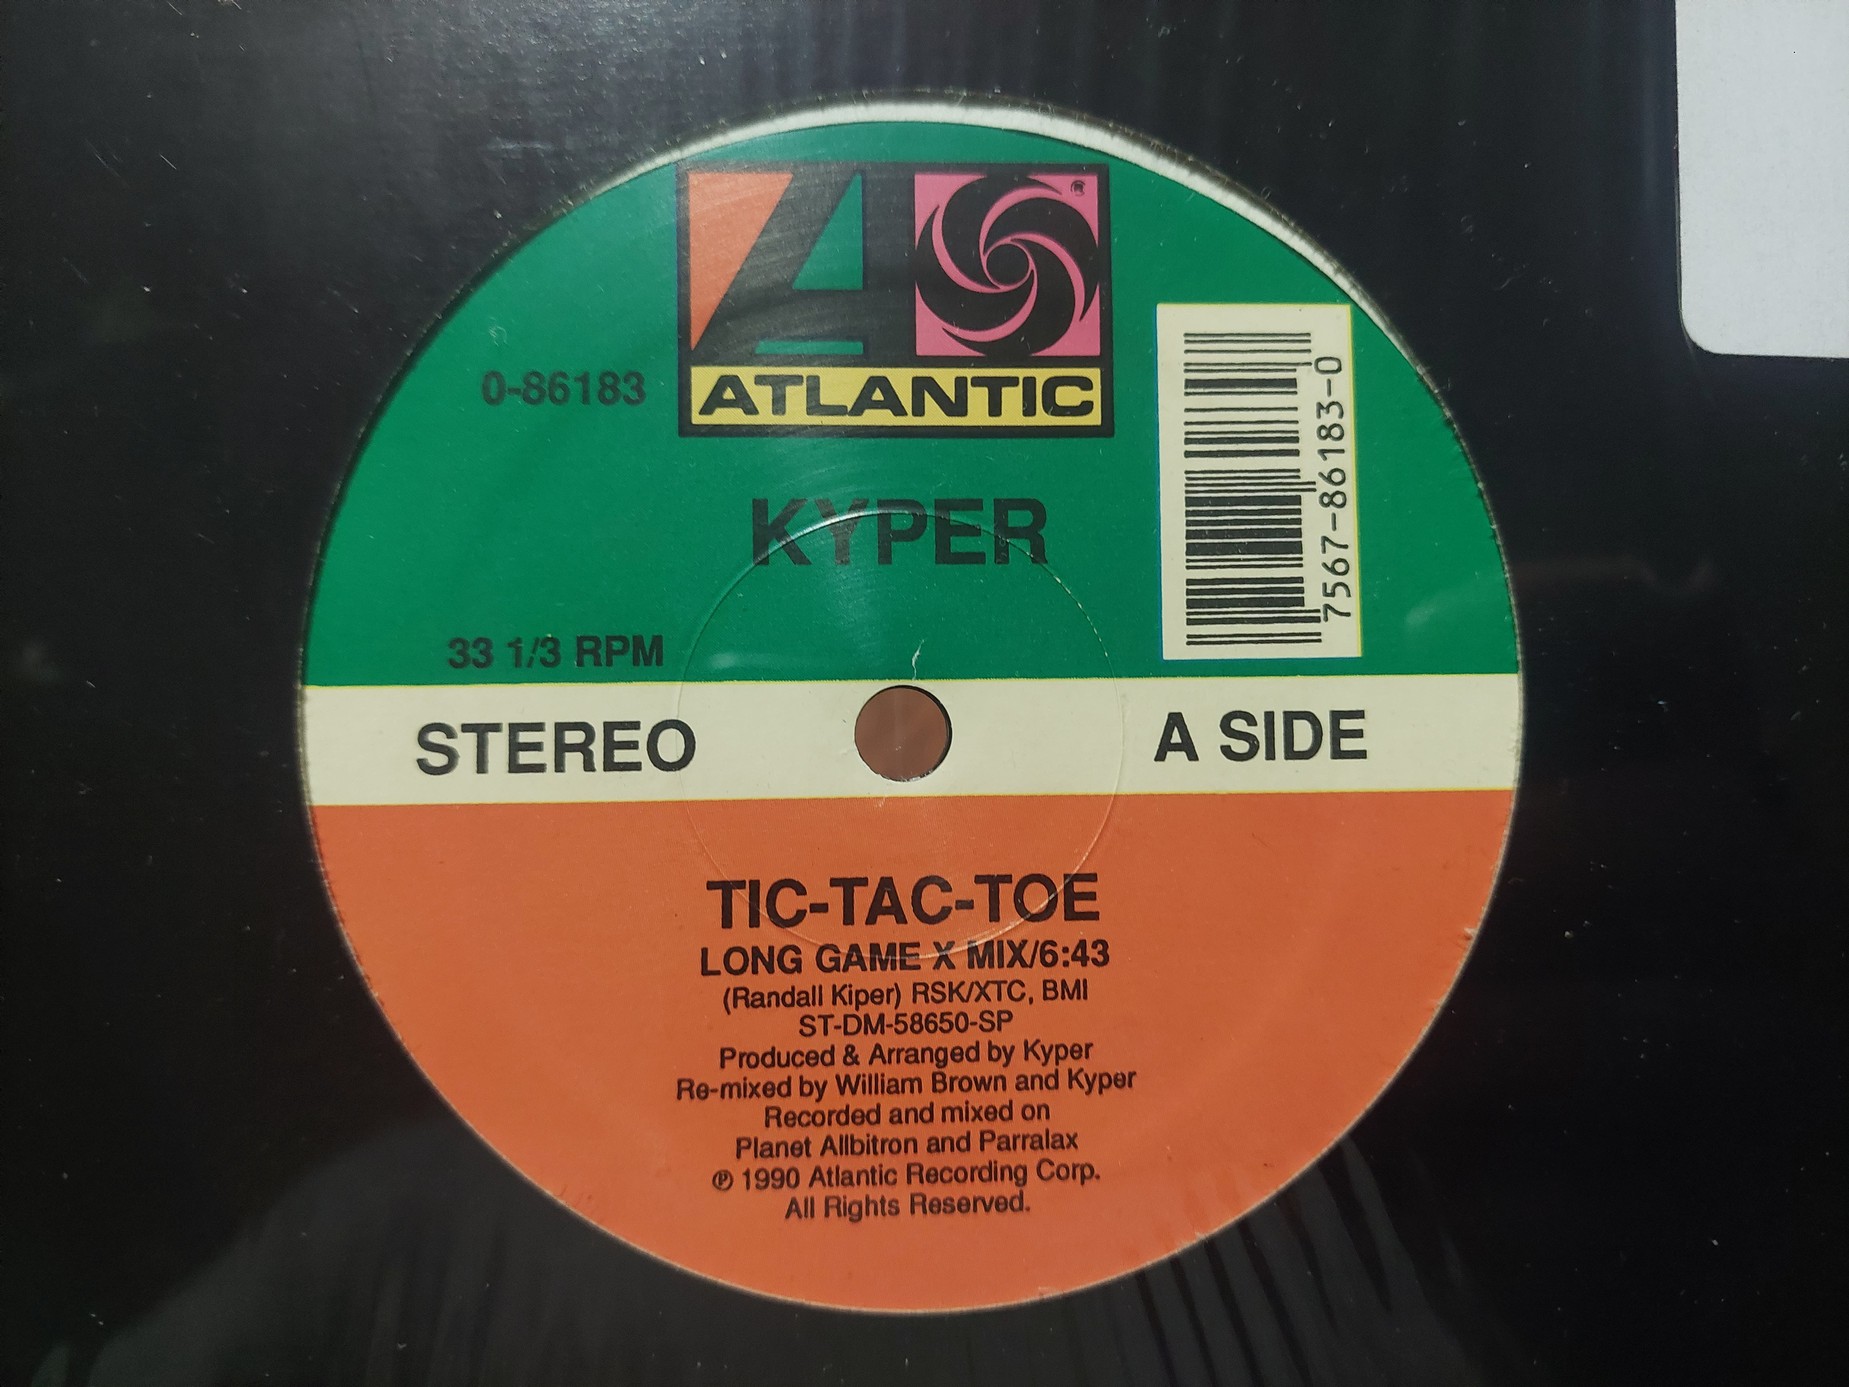 ATLANTIC
0-86183
7567-86183-0
KYPER
33 1/3 RPM
STEREO
A SIDE
TIC-TAC-TOE
LONG GAME X MIX/6:43
(Randall Kiper) RSK/XTC, BMI
ST-DM-58650-SP
Produced & Arranged by Kyper
Re-mixed by William Brown and Kyper
Recorded and mixed on
Planet Allbitron and Parralax
℗ 1990 Atlantic Recording Corp.
All Rights Reserved.